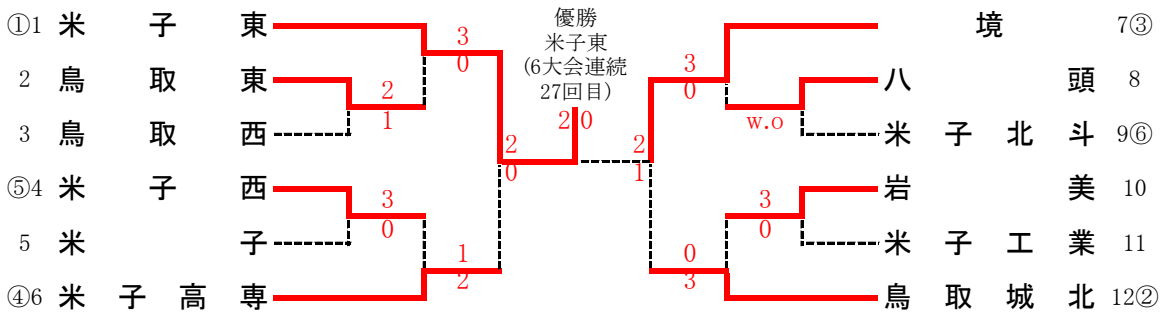 優勝
米子東
(6大会連続
27回目)
2 0
①1 米子東
2 鳥取東
3 鳥取西
⑤4 米子西
5 米子
④6 米子高専
3
0
2
1
3
0
1
2
2
0
境 7③
八頭 8
米子北斗 9⑥
岩美 10
米子工業 11
鳥取城北 12②
3
0
w.o
2
1
3
0
0
3